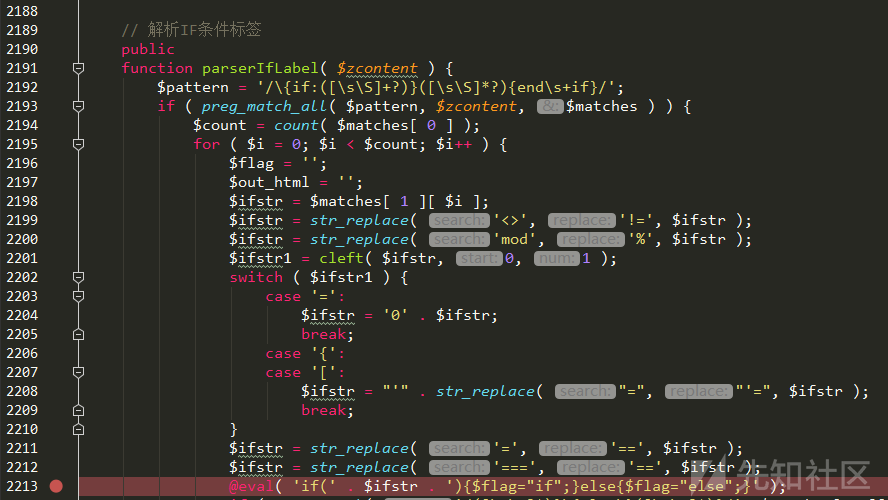 2188
2189 // 解析IF条件标签
2190 public
2191 function parserIfLabel( $zcontent ) {
2192 $pattern = '/\{if:([\s\S]+?)}([\s\S]*?){end\s+if}/';
2193 if ( preg_match_all( $pattern, $zcontent, &: $matches ) ) {
2194 $count = count( $matches[ 0 ] );
2195 for ( $i = 0; $i < $count; $i++ ) {
2196 $flag = '';
2197 $out_html = '';
2198 $ifstr = $matches[ 1 ][ $i ];
2199 $ifstr = str_replace( search: '<>', replace: '!=', $ifstr );
2200 $ifstr = str_replace( search: 'mod', replace: '%', $ifstr );
2201 $ifstr1 = cleft( $ifstr, start: 0, num: 1 );
2202 switch ( $ifstr1 ) {
2203 case '=':
2204 $ifstr = '0' . $ifstr;
2205 break;
2206 case '{':
2207 case '[':
2208 $ifstr = "'" . str_replace( search: "=", replace: "'=", $ifstr );
2209 break;
2210 }
2211 $ifstr = str_replace( search: '=', replace: '==', $ifstr );
2212 $ifstr = str_replace( search: '===', replace: '==', $ifstr );
2213 @eval( 'if(' . $ifstr . '){$flag="if";}else{$flag="else";}' );
先知社区